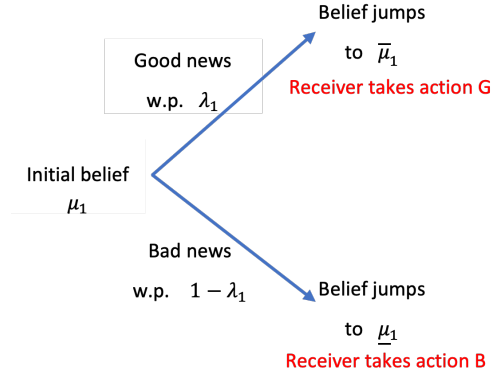 Belief jumps
to μ̅₁
Receiver takes action G
Good news
w.p. λ₁
Initial belief
μ₁
Bad news
w.p. 1 − λ₁
Belief jumps
to μ̲₁
Receiver takes action B